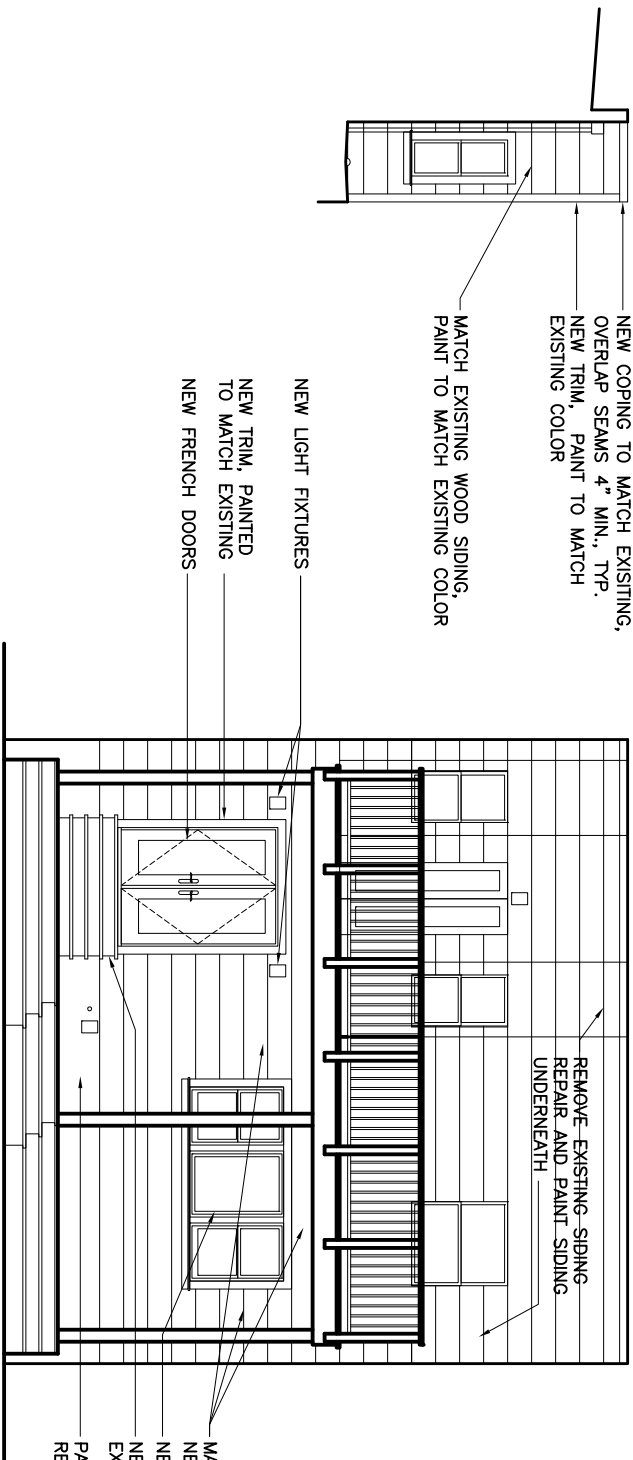 NEW COPING TO MATCH EXISITING,
OVERLAP SEAMS 4" MIN., TYP.
NEW TRIM, PAINT TO MATCH
EXISTING COLOR
MATCH EXISTING WOOD SIDING,
PAINT TO MATCH EXISTING COLOR
NEW LIGHT FIXTURES
NEW TRIM, PAINTED
TO MATCH EXISTING
NEW FRENCH DOORS
REMOVE EXISTING SIDING
REPAIR AND PAINT SIDING
UNDERNEATH